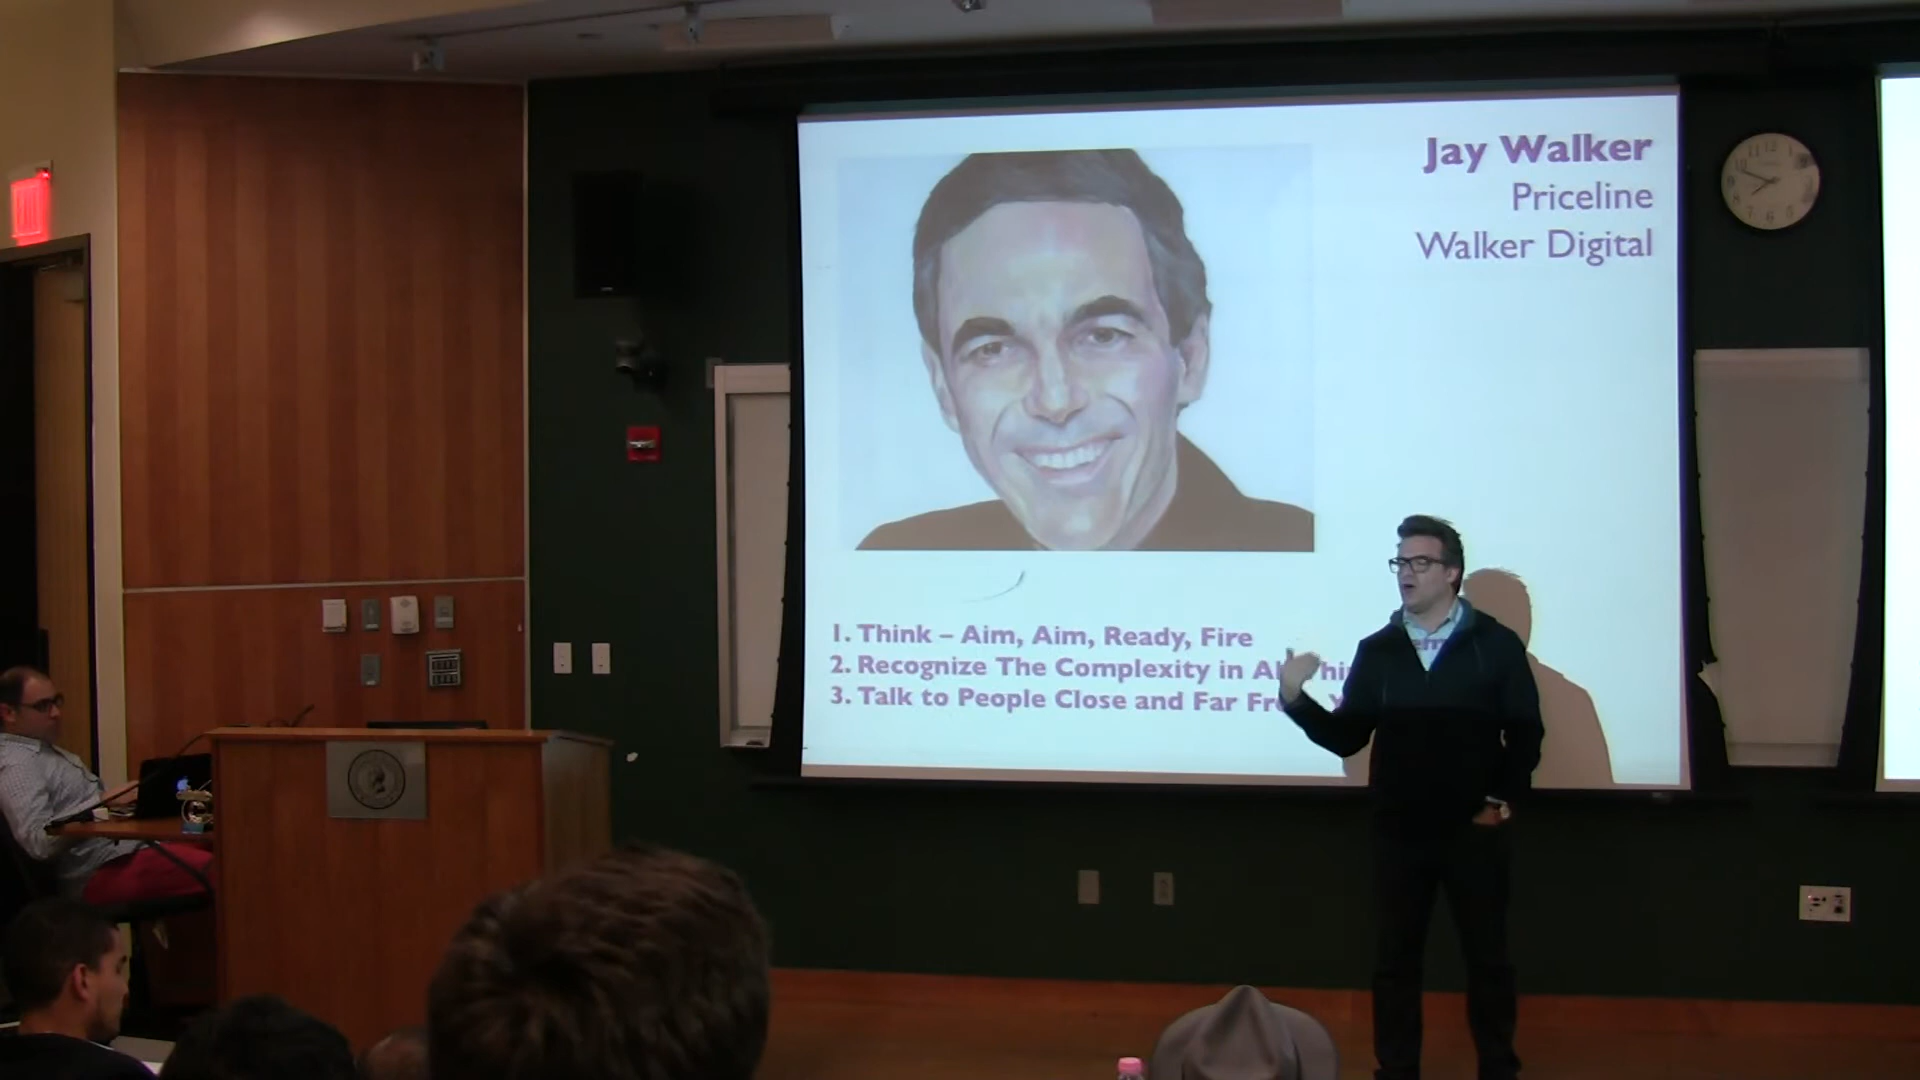 Jay Walker
Priceline
Walker Digital
1. Think – Aim, Aim, Ready, Fire
2. Recognize The Complexity in
3. Talk to People Close and Far